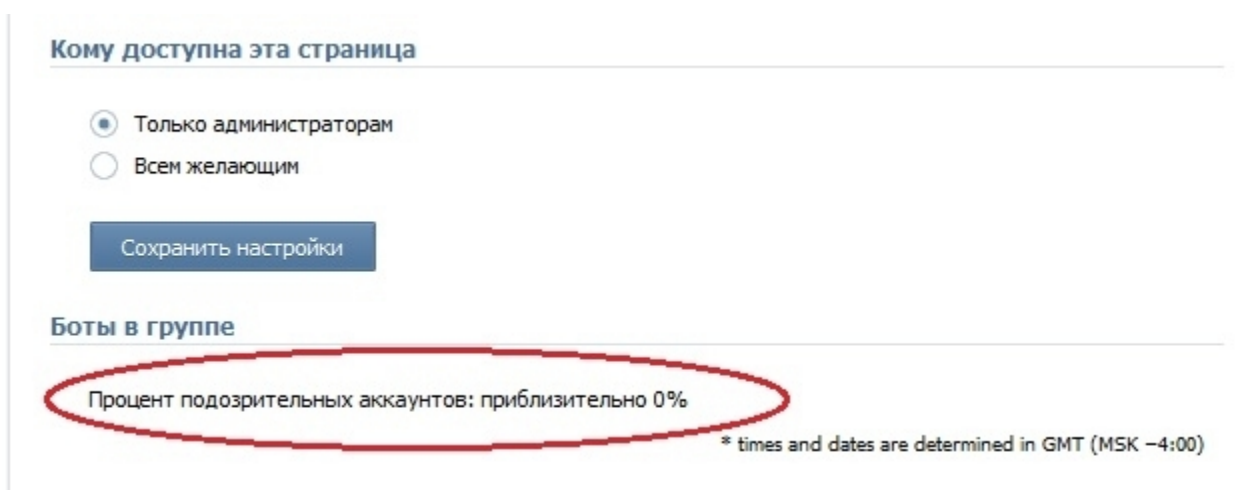 Кому доступна эта страница
Только администраторам
Всем желающим
Сохранить настройки
Боты в группе
Процент подозрительных аккаунтов: приблизительно 0%
* times and dates are determined in GMT (MSK −4:00)